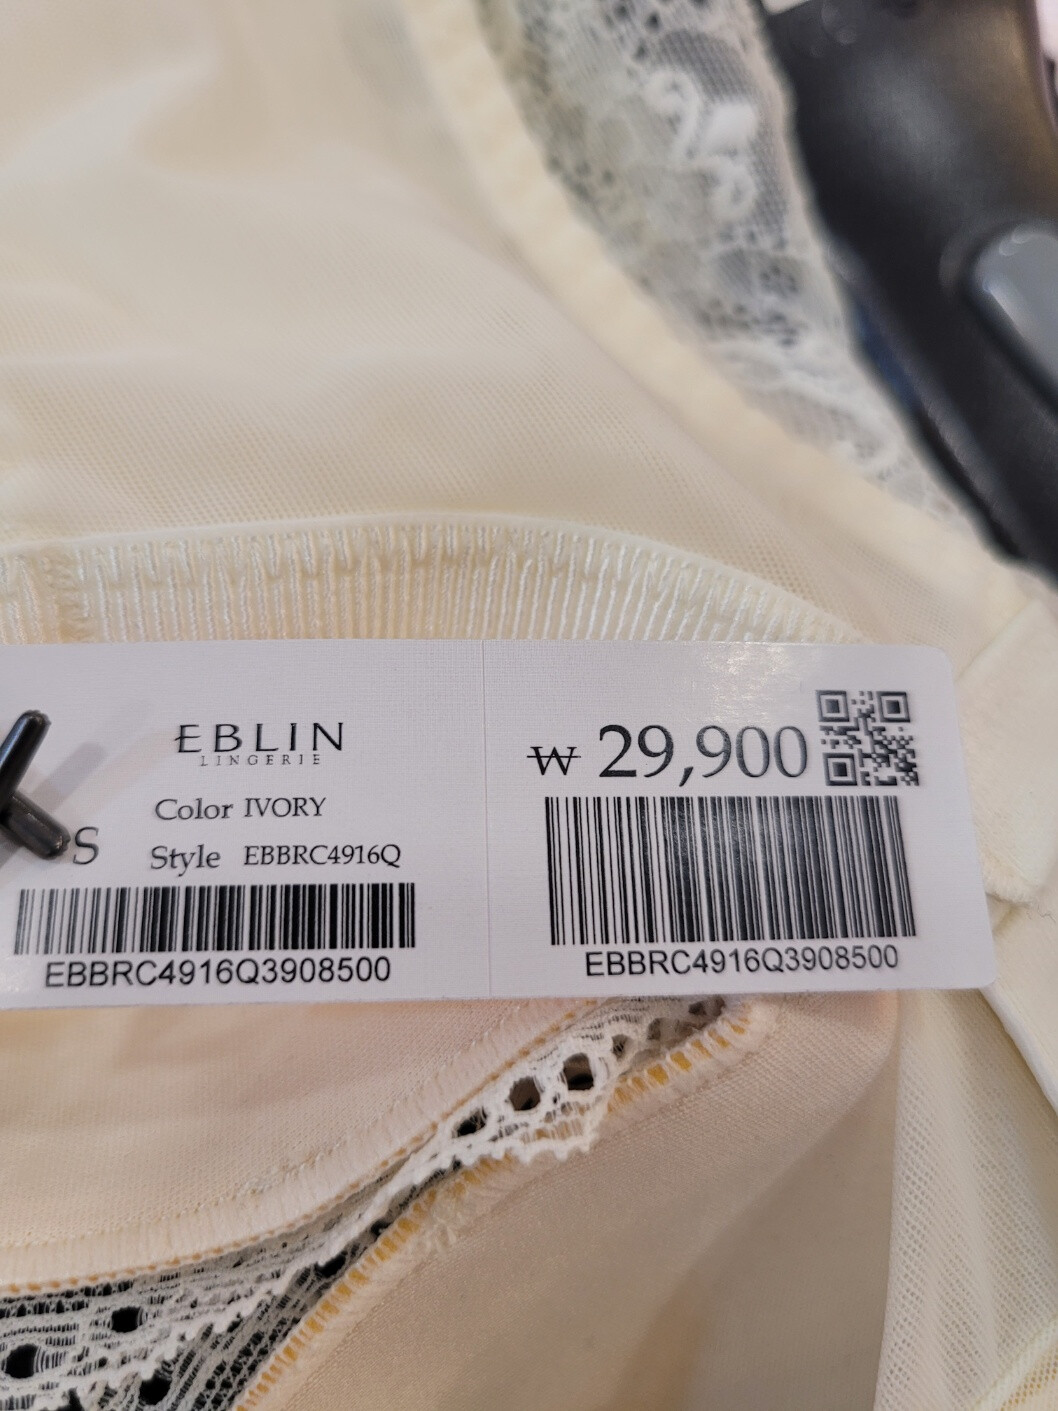 EBLIN
LINGERIE
Color IVORY
S
Style EBBRC4916Q
EBBRC4916Q3908500
₩ 29,900
EBBRC4916Q3908500